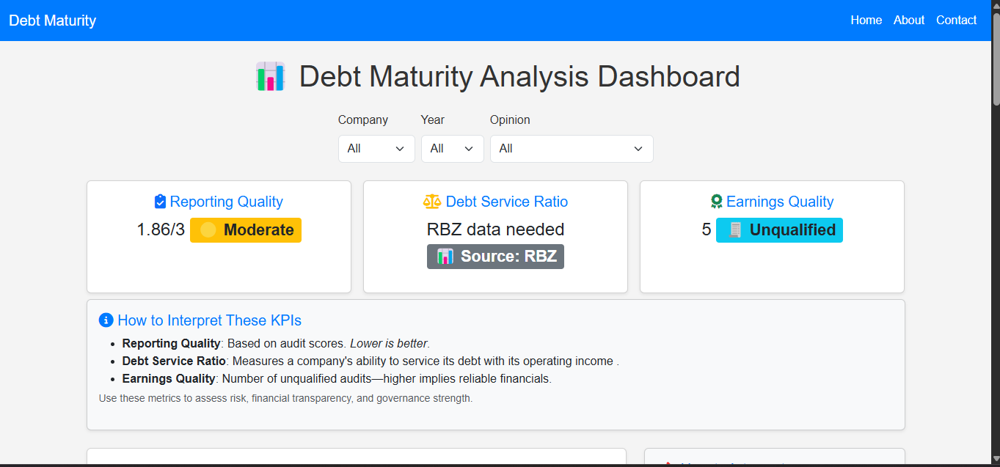 Debt Maturity
Home About Contact
Debt Maturity Analysis Dashboard
Company Year Opinion
All All All
Reporting Quality
1.86/3 Moderate
Debt Service Ratio
RBZ data needed
Source: RBZ
Earnings Quality
5 Unqualified
How to Interpret These KPIs
Reporting Quality: Based on audit scores. Lower is better.
Debt Service Ratio: Measures a company's ability to service its debt with its operating income .
Earnings Quality: Number of unqualified audits—higher implies reliable financials.
Use these metrics to assess risk, financial transparency, and governance strength.